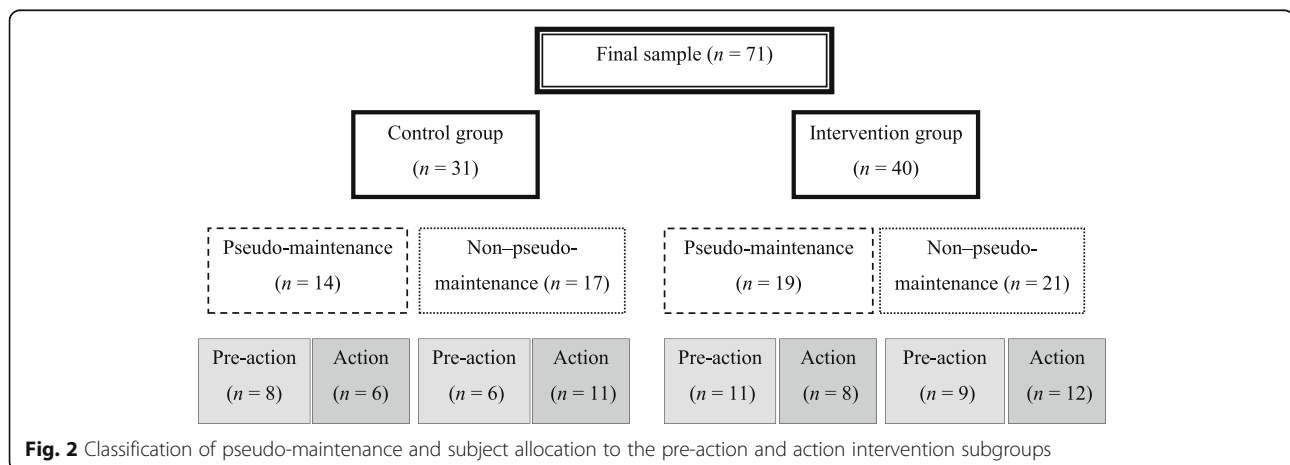 Final sample (n = 71)
Control group
(n = 31)
Intervention group
(n = 40)
Pseudo-maintenance
(n = 14)
Non–pseudo-
maintenance (n = 17)
Pseudo-maintenance
(n = 19)
Non–pseudo-
maintenance (n = 21)
Pre-action
(n = 8)
Action
(n = 6)
Pre-action
(n = 6)
Action
(n = 11)
Pre-action
(n = 11)
Action
(n = 8)
Pre-action
(n = 9)
Action
(n = 12)
Fig. 2 Classification of pseudo-maintenance and subject allocation to the pre-action and action intervention subgroups